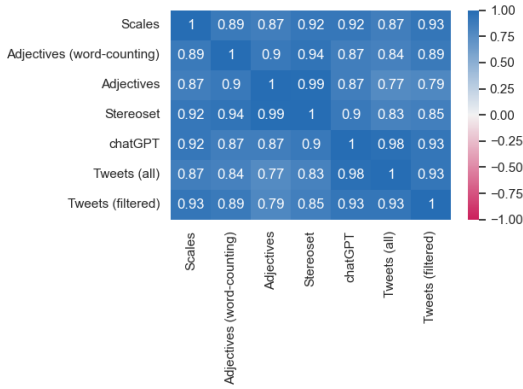 Scales 1 0.89 0.87 0.92 0.92 0.87 0.93
Adjectives (word-counting) 0.89 1 0.9 0.94 0.87 0.84 0.89
Adjectives 0.87 0.9 1 0.99 0.87 0.77 0.79
Stereoset 0.92 0.94 0.99 1 0.9 0.83 0.85
chatGPT 0.92 0.87 0.87 0.9 1 0.98 0.93
Tweets (all) 0.87 0.84 0.77 0.83 0.98 1 0.93
Tweets (filtered) 0.93 0.89 0.79 0.85 0.93 0.93 1
Scales
Adjectives (word-counting)
Adjectives
Stereoset
chatGPT
Tweets (all)
Tweets (filtered)
1.00
0.75
0.50
0.25
0.00
−0.25
−0.50
−0.75
−1.00